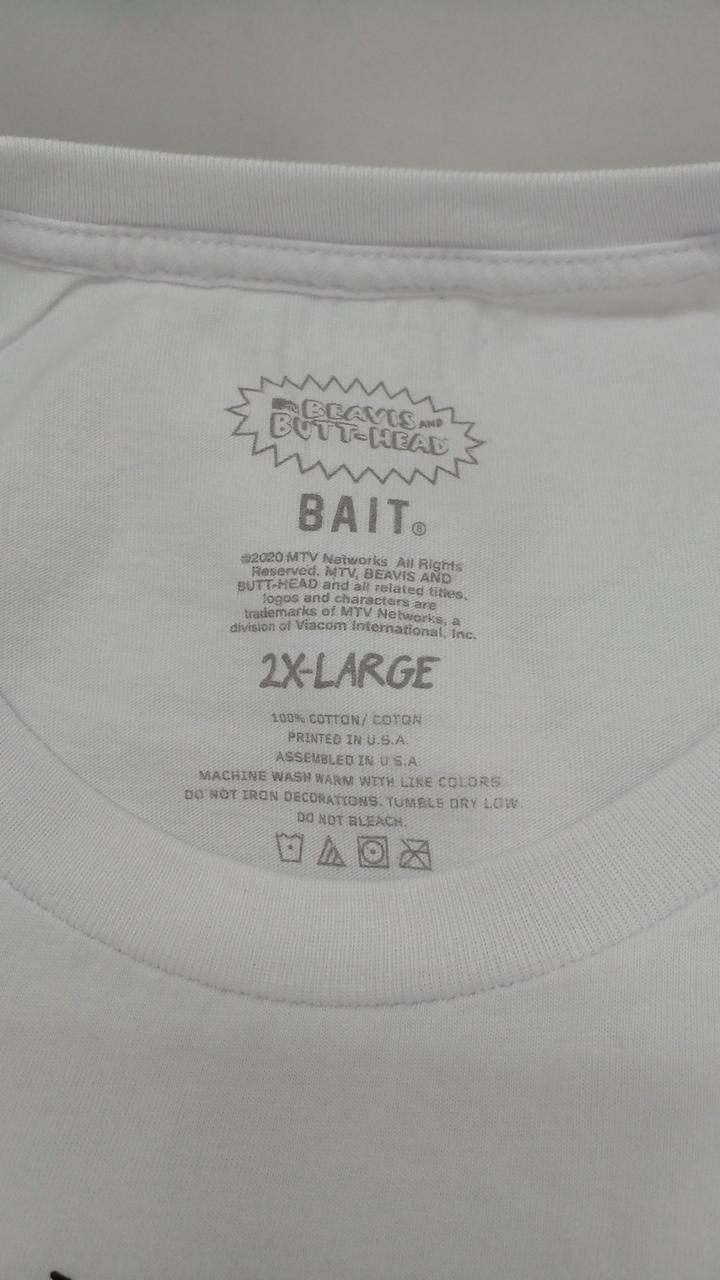 MTV BEAVIS AND
BUTT-HEAD
BAIT®
©2020 MTV Networks All Rights
Reserved. MTV, BEAVIS AND
BUTT-HEAD and all related titles,
logos and characters are
trademarks of MTV Networks, a
division of Viacom International, Inc.
2X-LARGE
100% COTTON/ COTON
PRINTED IN U.S.A.
ASSEMBLED IN U.S.A.
MACHINE WASH WARM WITH LIKE COLORS
DO NOT IRON DECORATIONS. TUMBLE DRY LOW.
DO NOT BLEACH.